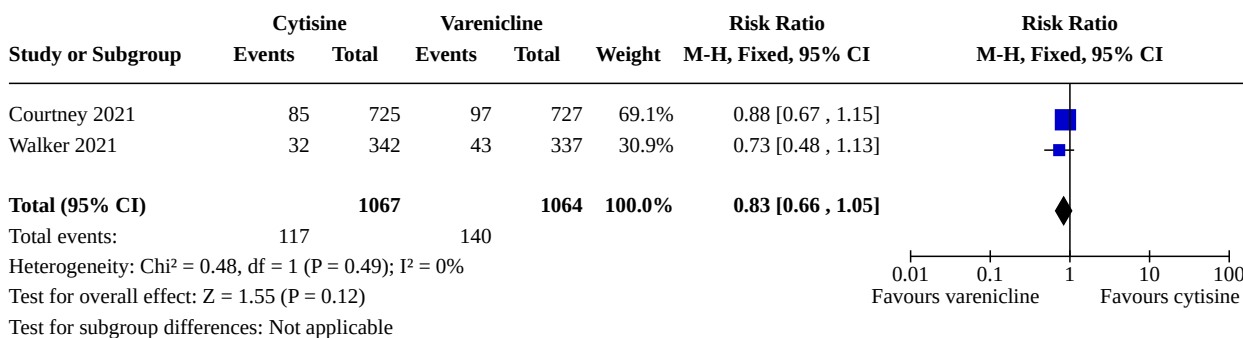 Cytisine Varenicline Risk Ratio Risk Ratio
Study or Subgroup Events Total Events Total Weight M-H, Fixed, 95% CI M-H, Fixed, 95% CI
Courtney 2021 85 725 97 727 69.1% 0.88 [0.67 , 1.15]
Walker 2021 32 342 43 337 30.9% 0.73 [0.48 , 1.13]
Total (95% CI) 1067 1064 100.0% 0.83 [0.66 , 1.05]
Total events: 117 140
Heterogeneity: Chi² = 0.48, df = 1 (P = 0.49); I² = 0%
0.01 0.1 1 10 100
Test for overall effect: Z = 1.55 (P = 0.12)
Favours varenicline Favours cytisine
Test for subgroup differences: Not applicable